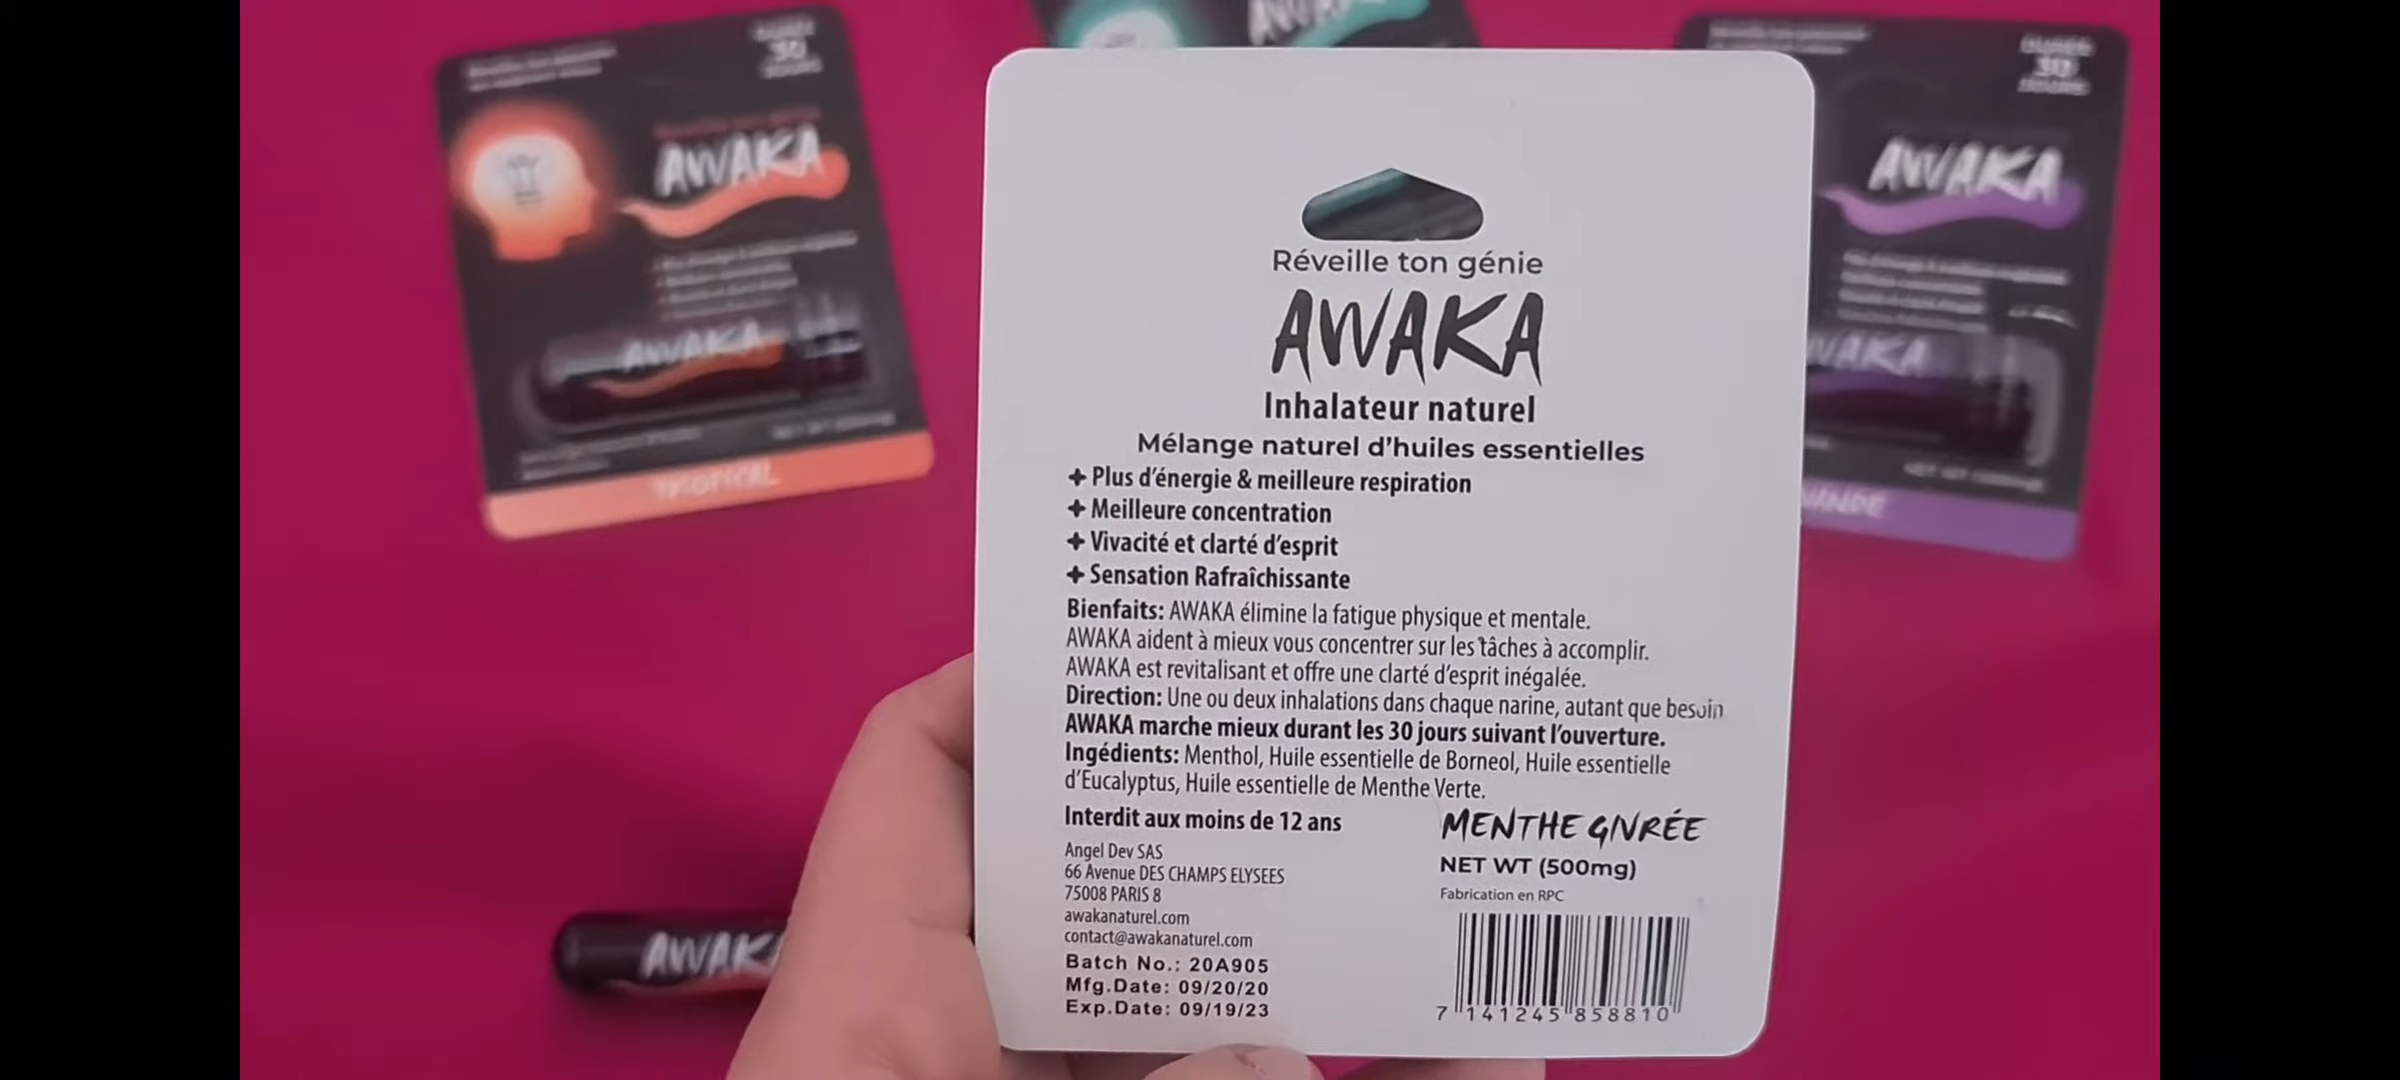 AWAKA
AWAKA
TROPICAL
AWAKA
AWAKA
Réveille ton génie
AWAKA
Inhalateur naturel
Mélange naturel d'huiles essentielles
+ Plus d'énergie & meilleure respiration
+ Meilleure concentration
+ Vivacité et clarté d'esprit
+ Sensation Rafraîchissante
Bienfaits: AWAKA élimine la fatigue physique et mentale.
AWAKA aident à mieux vous concentrer sur les tâches à accomplir.
AWAKA est revitalisant et offre une clarté d'esprit inégalée.
Direction: Une ou deux inhalations dans chaque narine, autant que besoin
AWAKA marche mieux durant les 30 jours suivant l'ouverture.
Ingédients: Menthol, Huile essentielle de Borneol, Huile essentielle
d'Eucalyptus, Huile essentielle de Menthe Verte.
Interdit aux moins de 12 ans
Angel Dev SAS
66 Avenue DES CHAMPS ELYSEES
75008 PARIS 8
awakanaturel.com
contact@awakanaturel.com
Batch No.: 20A905
Mfg.Date: 09/20/20
Exp.Date: 09/19/23
MENTHE GIVRÉE
NET WT (500mg)
Fabrication en RPC
7 141245 858810
AWAKA